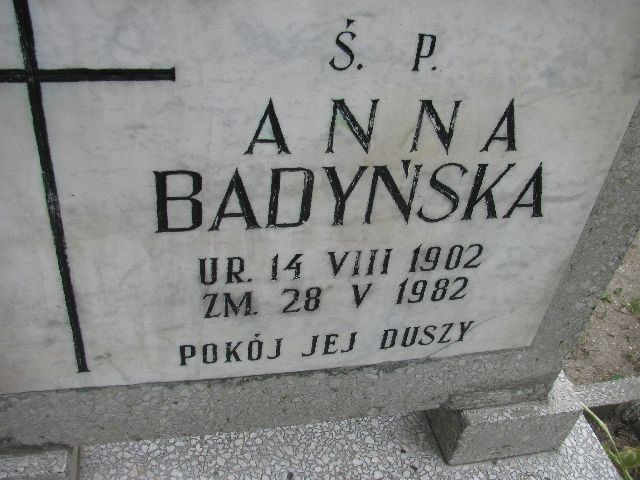 Ś. P.
ANNA
BADYŃSKA
UR. 14 VIII 1902
ZM. 28 V 1982
POKÓJ JEJ DUSZY